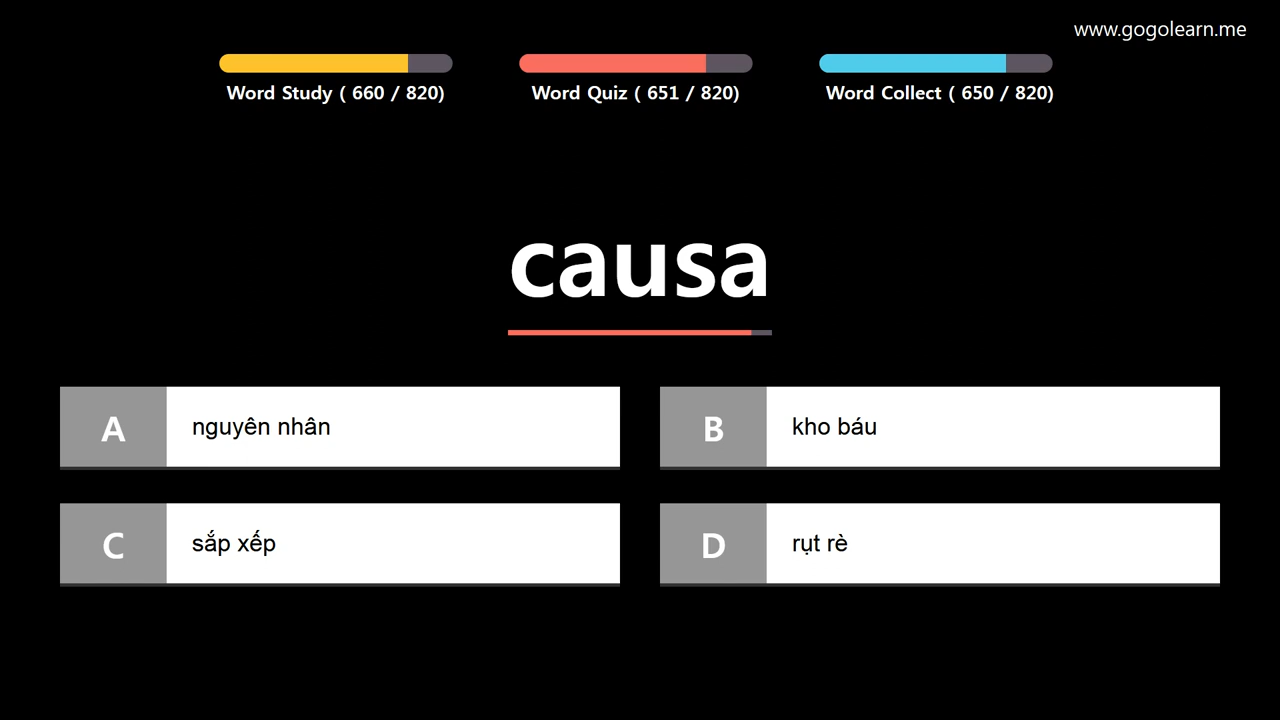 www.gogolearn.me
Word Study ( 660 / 820)
Word Quiz ( 651 / 820)
Word Collect ( 650 / 820)
causa
A nguyên nhân
B kho báu
C sắp xếp
D rụt rè